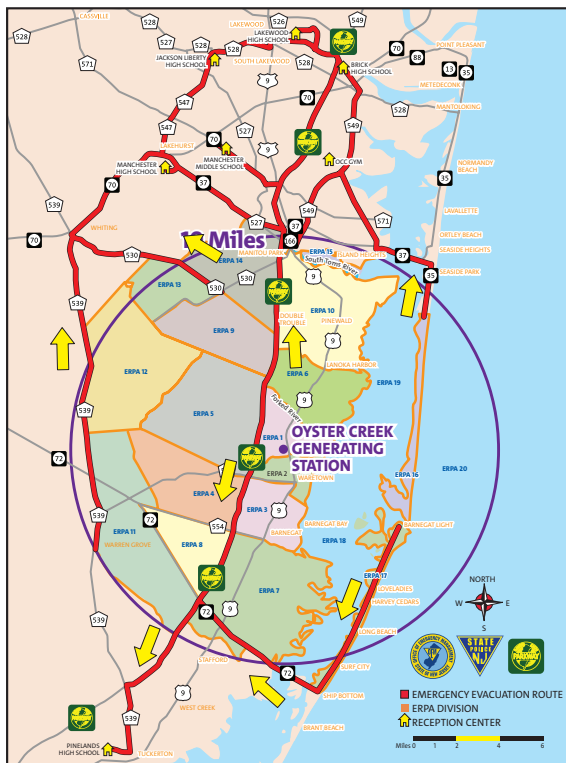 CASSVILLE
528
526
549
LAKEWOOD
LAKEWOOD
HIGH SCHOOL
528
527
528
528
528
571
JACKSON LIBERTY
HIGH SCHOOL
SOUTH LAKEWOOD
528
9
BRICK
HIGH SCHOOL
70
POINT PLEASANT
88
13
35
METEDECONK
70
547
528
MANTOLOKING
547
527
549
70
LAKEHURST
9
MANCHESTER
MIDDLE SCHOOL
OCC GYM
MANCHESTER
HIGH SCHOOL
NORMANDY
BEACH
70
37
35
539
549
LAVALLETTE
WHITING
527
37
571
ORTLEY BEACH
70
166
SEASIDE HEIGHTS
10 Miles
MANITOU PARK
ERPA 15
ISLAND HEIGHTS
37
530
ERPA 14
South Toms River
35
SEASIDE PARK
ERPA 13
530
530
9
539
DOUBLE
TROUBLE
ERPA 10
PINEWALD
ERPA 9
9
LANOKA HARBOR
ERPA 12
ERPA 6
ERPA 19
539
ERPA 5
Forked River
9
ERPA 1
OYSTER CREEK
GENERATING
STATION
72
ERPA 2
WARETOWN
ERPA 16
ERPA 20
ERPA 4
539
ERPA 3
9
72
554
BARNEGAT BAY
BARNEGAT LIGHT
ERPA 11
WARREN GROVE
ERPA 8
BARNEGAT
ERPA 18
ERPA 17
ERPA 7
LOVELADIES
HARVEY CEDARS
72
9
539
LONG BEACH
STAFFORD
72
SURF CITY
9
WEST CREEK
SHIP BOTTOM
539
BRANT BEACH
PINELANDS
HIGH SCHOOL
TUCKERTON
NORTH
W
E
S
STATE
POLICE
NJ
EMERGENCY EVACUATION ROUTE
ERPA DIVISION
RECEPTION CENTER
Miles 0 2 4 6